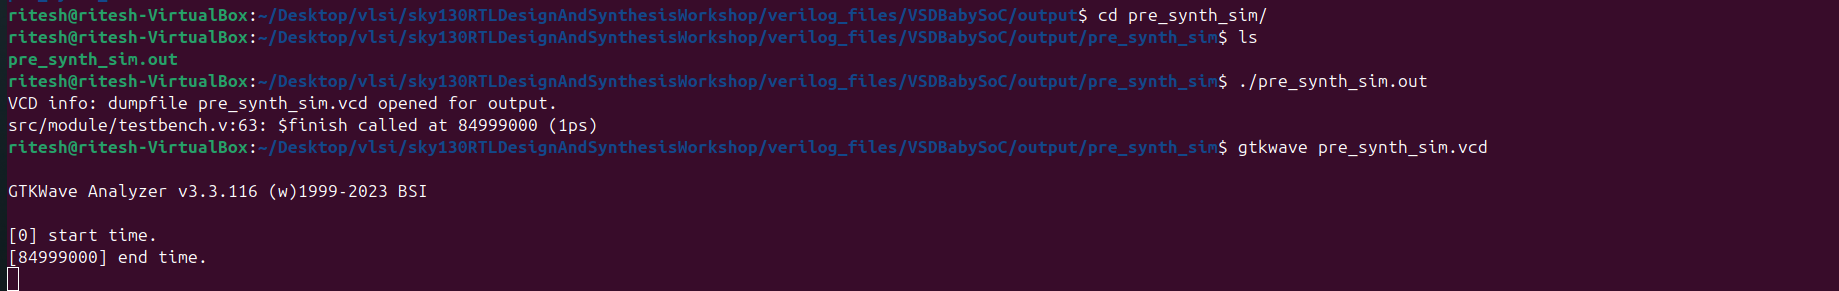 ritesh@ritesh-VirtualBox:~/Desktop/vlsi/sky130RTLDesignAndSynthesisWorkshop/verilog_files/VSDBabySoC/output$ cd pre_synth_sim/
ritesh@ritesh-VirtualBox:~/Desktop/vlsi/sky130RTLDesignAndSynthesisWorkshop/verilog_files/VSDBabySoC/output/pre_synth_sim$ ls
pre_synth_sim.out
ritesh@ritesh-VirtualBox:~/Desktop/vlsi/sky130RTLDesignAndSynthesisWorkshop/verilog_files/VSDBabySoC/output/pre_synth_sim$ ./pre_synth_sim.out
VCD info: dumpfile pre_synth_sim.vcd opened for output.
src/module/testbench.v:63: $finish called at 84999000 (1ps)
ritesh@ritesh-VirtualBox:~/Desktop/vlsi/sky130RTLDesignAndSynthesisWorkshop/verilog_files/VSDBabySoC/output/pre_synth_sim$ gtkwave pre_synth_sim.vcd
GTKWave Analyzer v3.3.116 (w)1999-2023 BSI
[0] start time.
[84999000] end time.